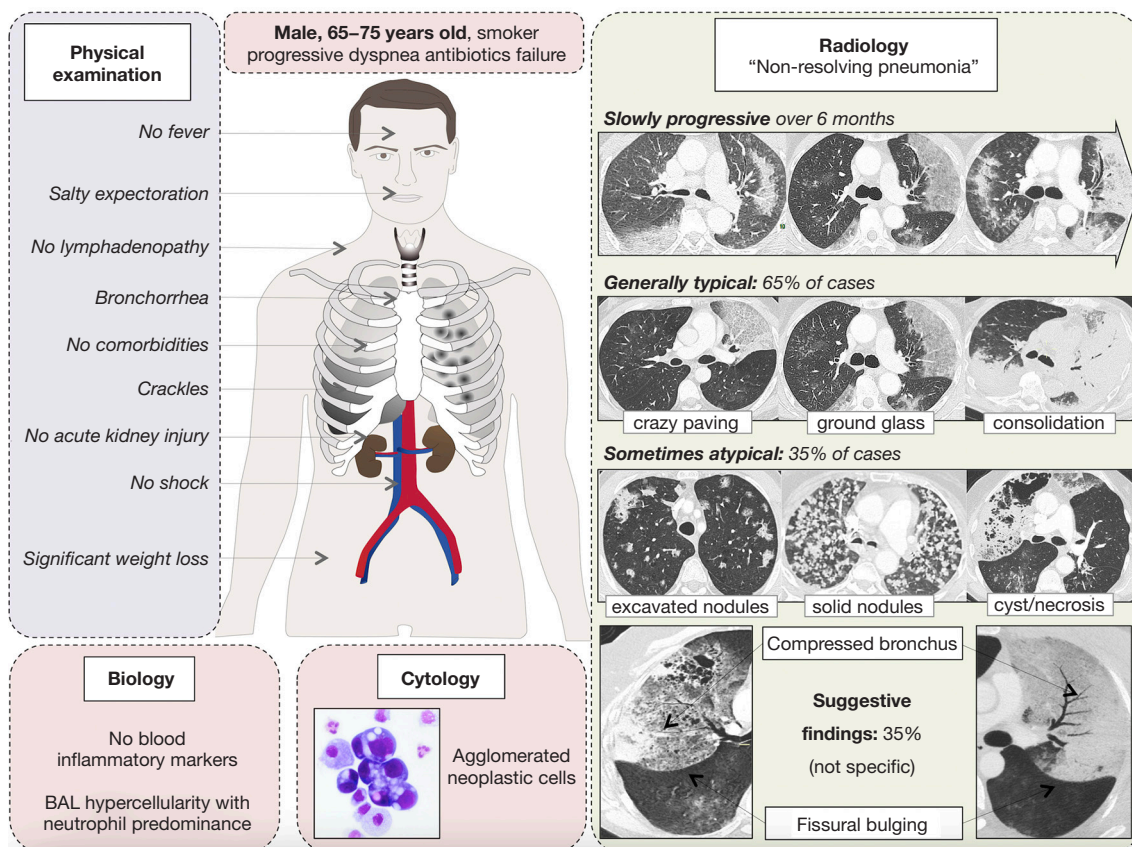 Physical
examination
No fever
Salty expectoration
No lymphadenopathy
Bronchorrhea
No comorbidities
Crackles
No acute kidney injury
No shock
Significant weight loss
Male, 65–75 years old, smoker
progressive dyspnea antibiotics failure
Biology
No blood
inflammatory markers
BAL hypercellularity with
neutrophil predominance
Cytology
Agglomerated
neoplastic cells
Radiology
“Non-resolving pneumonia”
Slowly progressive over 6 months
Generally typical: 65% of cases
crazy paving
ground glass
consolidation
Sometimes atypical: 35% of cases
excavated nodules
solid nodules
cyst/necrosis
Compressed bronchus
Suggestive
findings: 35%
(not specific)
Fissural bulging